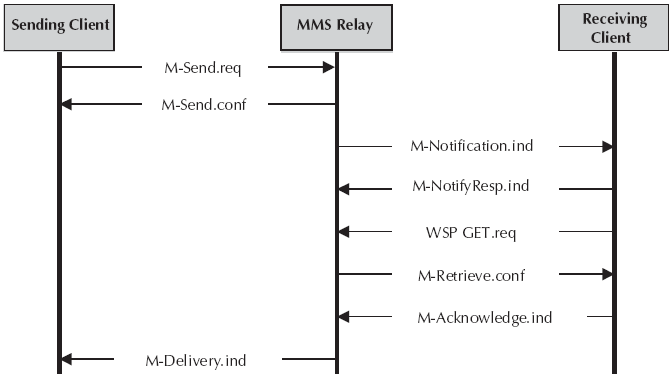 Sending Client
MMS Relay
Receiving
Client
M-Send.req
M-Send.conf
M-Notification.ind
M-NotifyResp.ind
WSP GET.req
M-Retrieve.conf
M-Acknowledge.ind
M-Delivery.ind